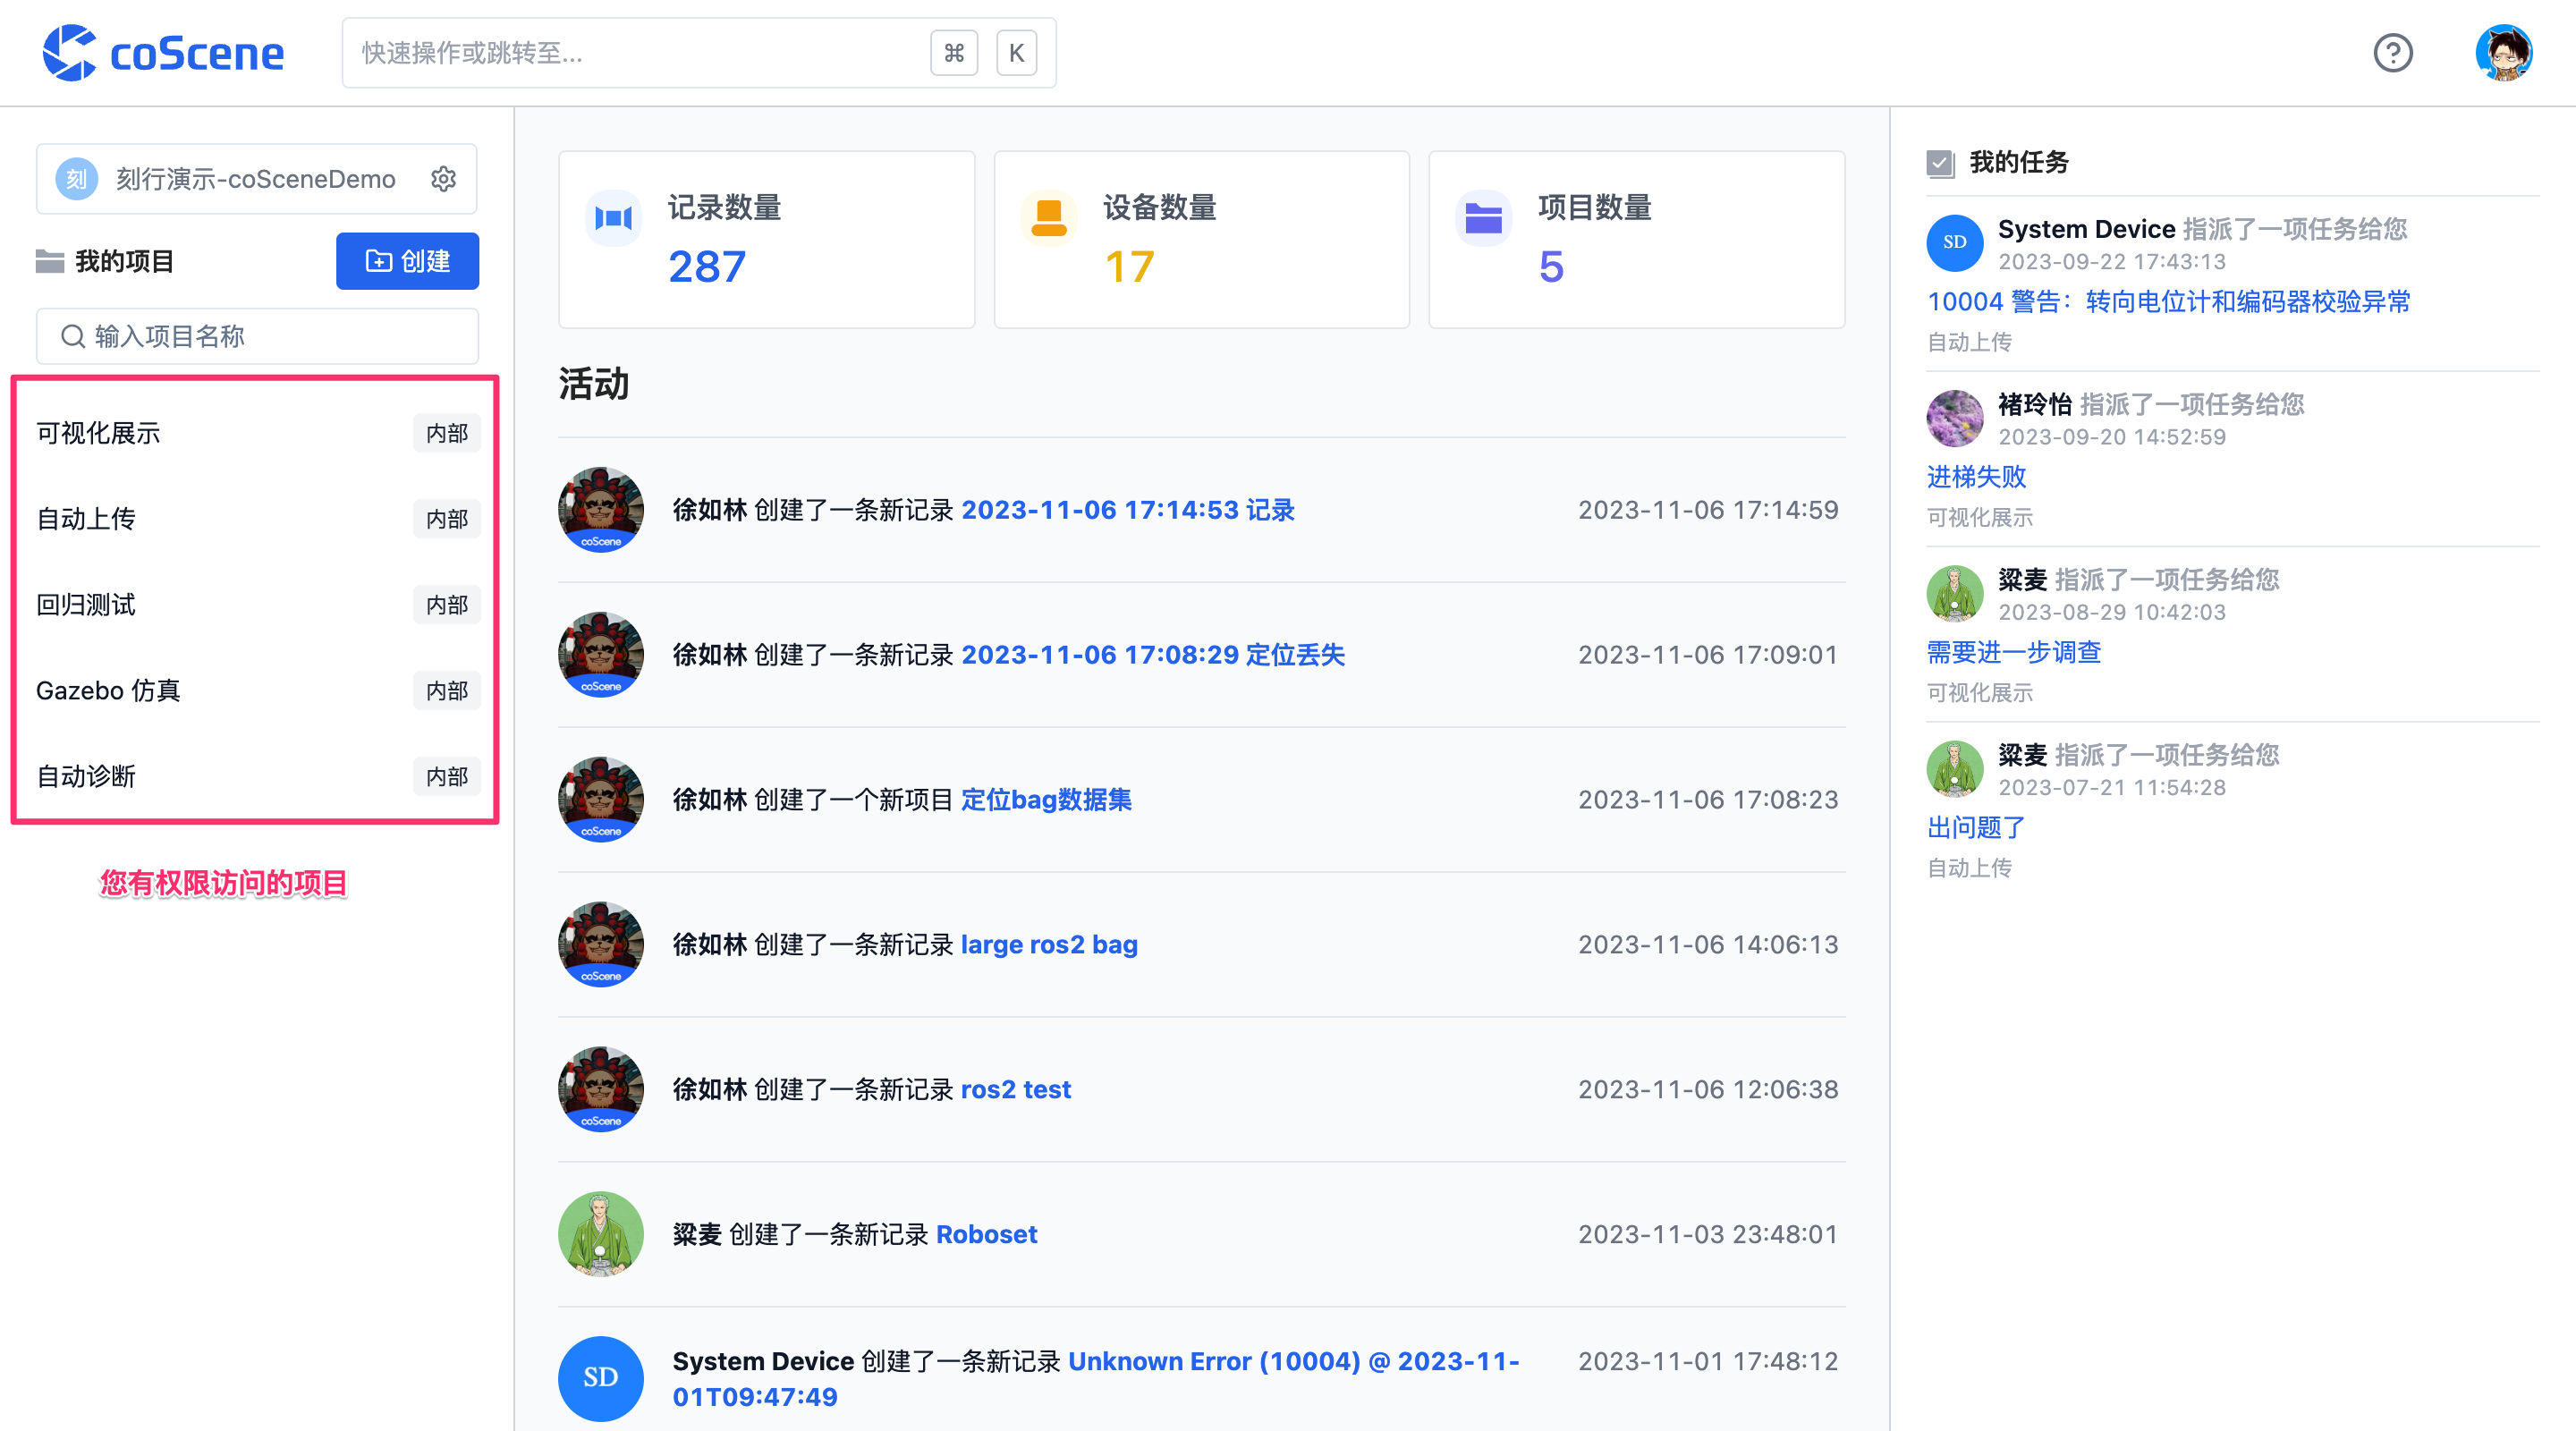 coScene
快速操作或跳转至...
⌘ K
刻 刻行演示-coSceneDemo
我的项目
创建
输入项目名称
可视化展示 内部
自动上传 内部
回归测试 内部
Gazebo 仿真 内部
自动诊断 内部
您有权限访问的项目
记录数量
287
设备数量
17
项目数量
5
活动
coScene
徐如林 创建了一条新记录 2023-11-06 17:14:53 记录 2023-11-06 17:14:59
coScene
徐如林 创建了一条新记录 2023-11-06 17:08:29 定位丢失 2023-11-06 17:09:01
coScene
徐如林 创建了一个新项目 定位bag数据集 2023-11-06 17:08:23
coScene
徐如林 创建了一条新记录 large ros2 bag 2023-11-06 14:06:13
coScene
徐如林 创建了一条新记录 ros2 test 2023-11-06 12:06:38
coScene
粱麦 创建了一条新记录 Roboset 2023-11-03 23:48:01
SD
System Device 创建了一条新记录 Unknown Error (10004) @ 2023-11-
01T09:47:49
2023-11-01 17:48:12
我的任务
SD
System Device 指派了一项任务给您
2023-09-22 17:43:13
10004 警告：转向电位计和编码器校验异常
自动上传
褚玲怡 指派了一项任务给您
2023-09-20 14:52:59
进梯失败
可视化展示
粱麦 指派了一项任务给您
2023-08-29 10:42:03
需要进一步调查
可视化展示
粱麦 指派了一项任务给您
2023-07-21 11:54:28
出问题了
自动上传